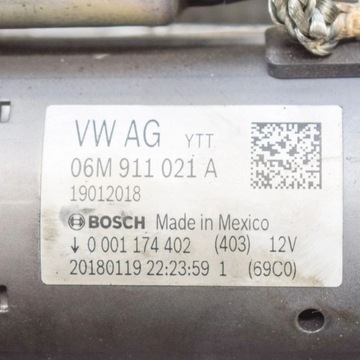 VW AG YTT
06M 911 021 A
19012018
BOSCH Made in Mexico
↓ 0 001 174 402 (403) 12V
20180119 22:23:59 1 (69C0)